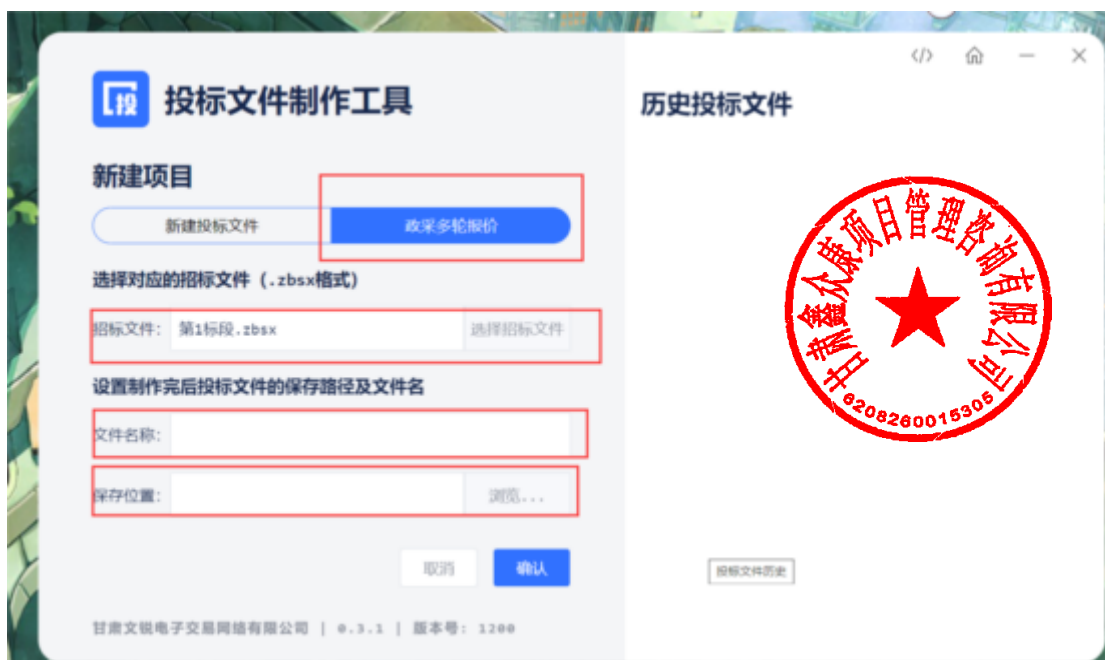 投
投标文件制作工具
新建项目
新建投标文件
政采多轮报价
选择对应的招标文件 (.zbsx格式)
招标文件: 第1标段.zbsx 选择招标文件
设置制作完后投标文件的保存路径及文件名
文件名称:
保存位置: 浏览...
取消 确认
甘肃文锐电子交易网络有限公司 | 0.3.1 | 版本号: 1200
</>
历史投标文件
甘肃鑫众康项目管理咨询有限公司
6208260015305
投标文件历史